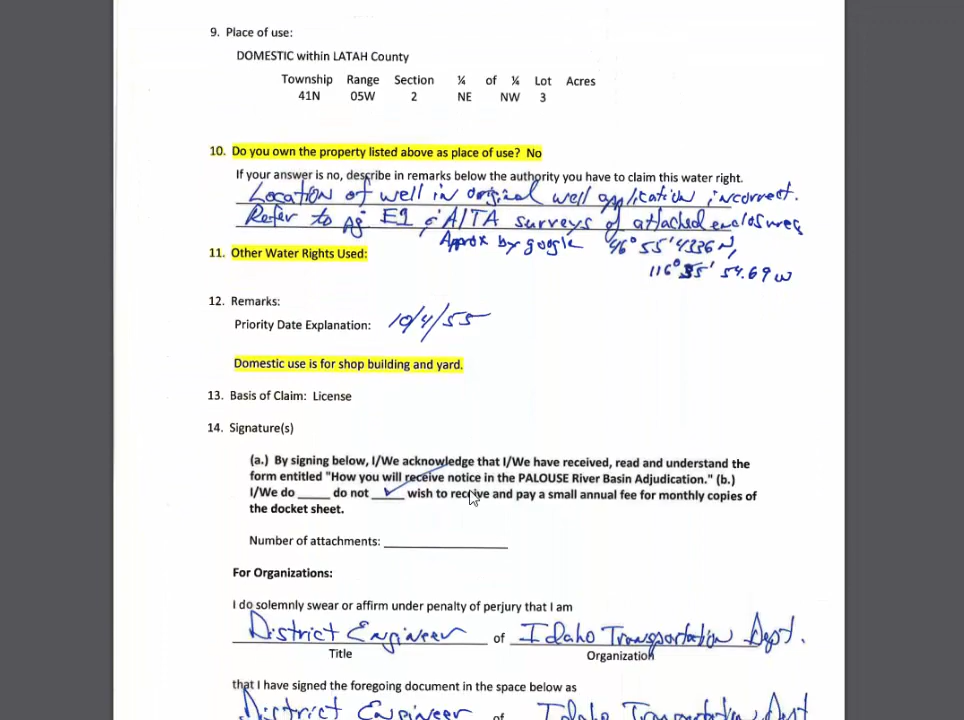 9. Place of use:
DOMESTIC within LATAH County
Township Range Section ¼ of ¼ Lot Acres
41N 05W 2 NE NW 3
10. Do you own the property listed above as place of use? No
If your answer is no, describe in remarks below the authority you have to claim this water right.
Location of well in original well application incorrect.
Refer to pg E1 & A/TA surveys of attached enclosures
Approx by google 46° 55' 4336 N,
11. Other Water Rights Used:
116° 55' 54.69 W
12. Remarks:
Priority Date Explanation: 10/4/55
Domestic use is for shop building and yard.
13. Basis of Claim: License
14. Signature(s)
(a.) By signing below, I/We acknowledge that I/We have received, read and understand the
form entitled "How you will receive notice in the PALOUSE River Basin Adjudication." (b.)
I/We do ____ do not ✓ wish to receive and pay a small annual fee for monthly copies of
the docket sheet.
Number of attachments:
For Organizations:
I do solemnly swear or affirm under penalty of perjury that I am
District Engineer of Idaho Transportation Dept.
Title Organization
that I have signed the foregoing document in the space below as
District Engineer of Idaho Transportation Dept